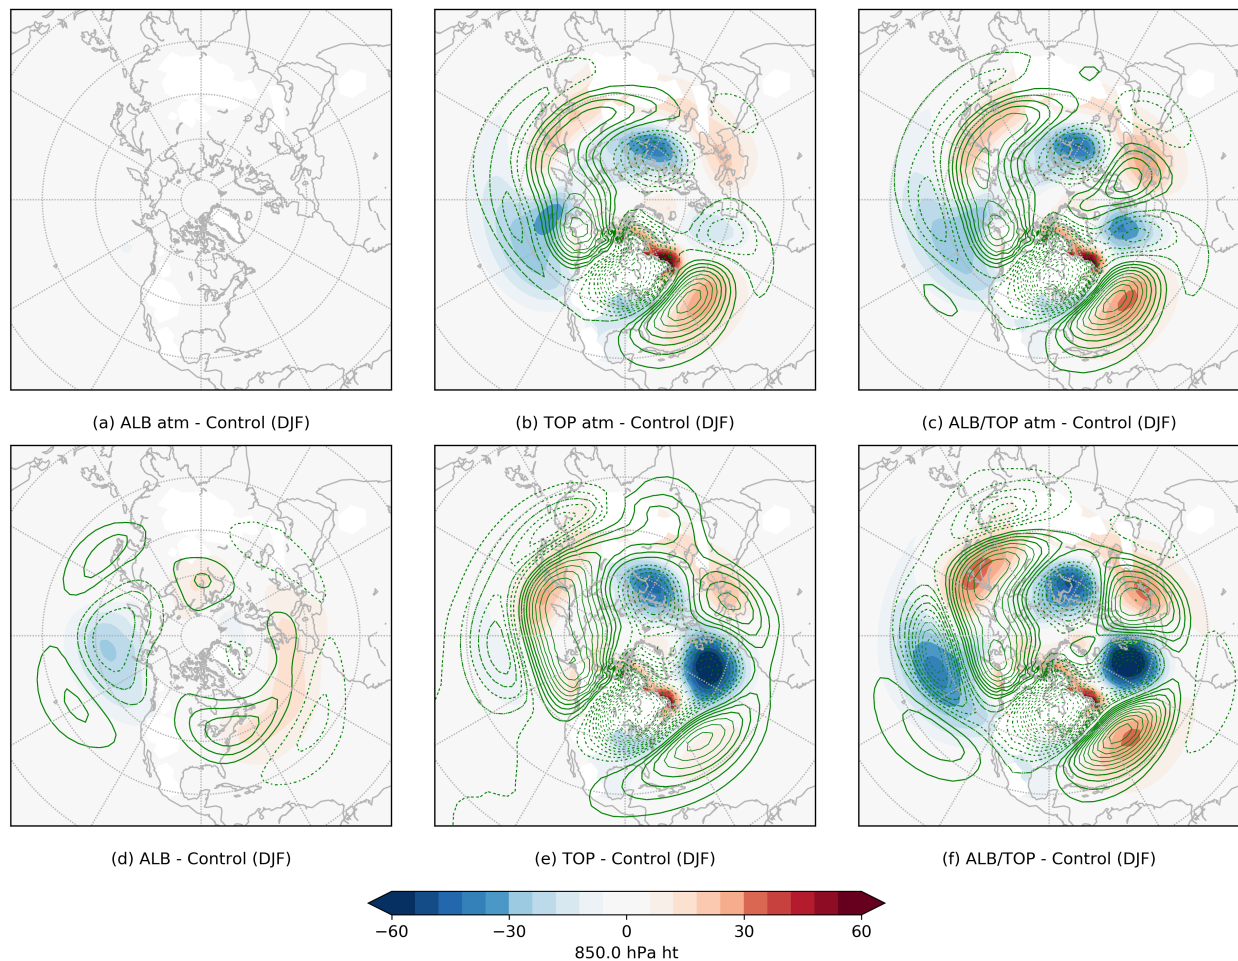 (a) ALB atm - Control (DJF)
(b) TOP atm - Control (DJF)
(c) ALB/TOP atm - Control (DJF)
(d) ALB - Control (DJF)
(e) TOP - Control (DJF)
(f) ALB/TOP - Control (DJF)
−60 −30 0 30 60
850.0 hPa ht